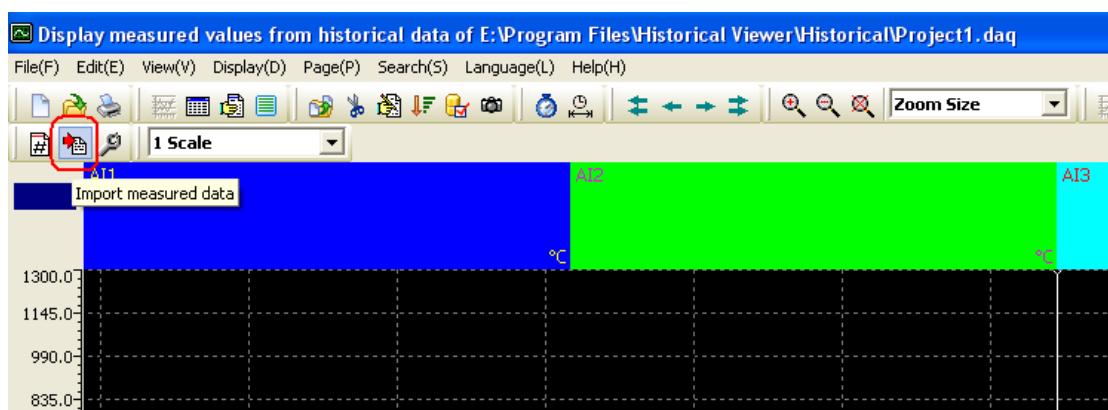 Display measured values from historical data of E:\Program Files\Historical Viewer\Historical\Project1.daq
File(F) Edit(E) View(V) Display(D) Page(P) Search(S) Language(L) Help(H)
Zoom Size
# 1 Scale
AI1 AI2 AI3
Import measured data
°C °C
1300.0
1145.0
990.0
835.0